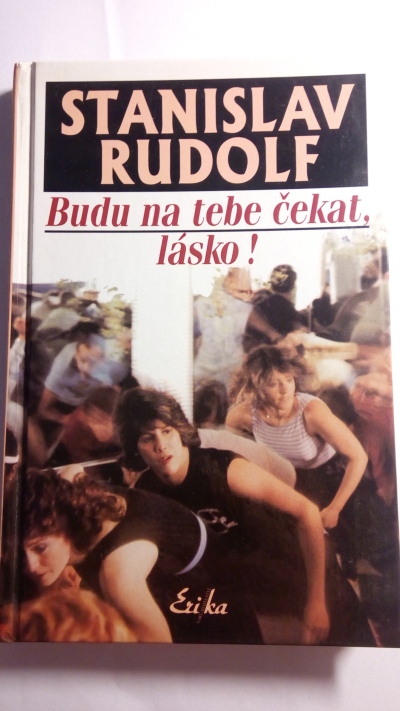 STANISLAV
RUDOLF
Budu na tebe čekat,
lásko!
Erika